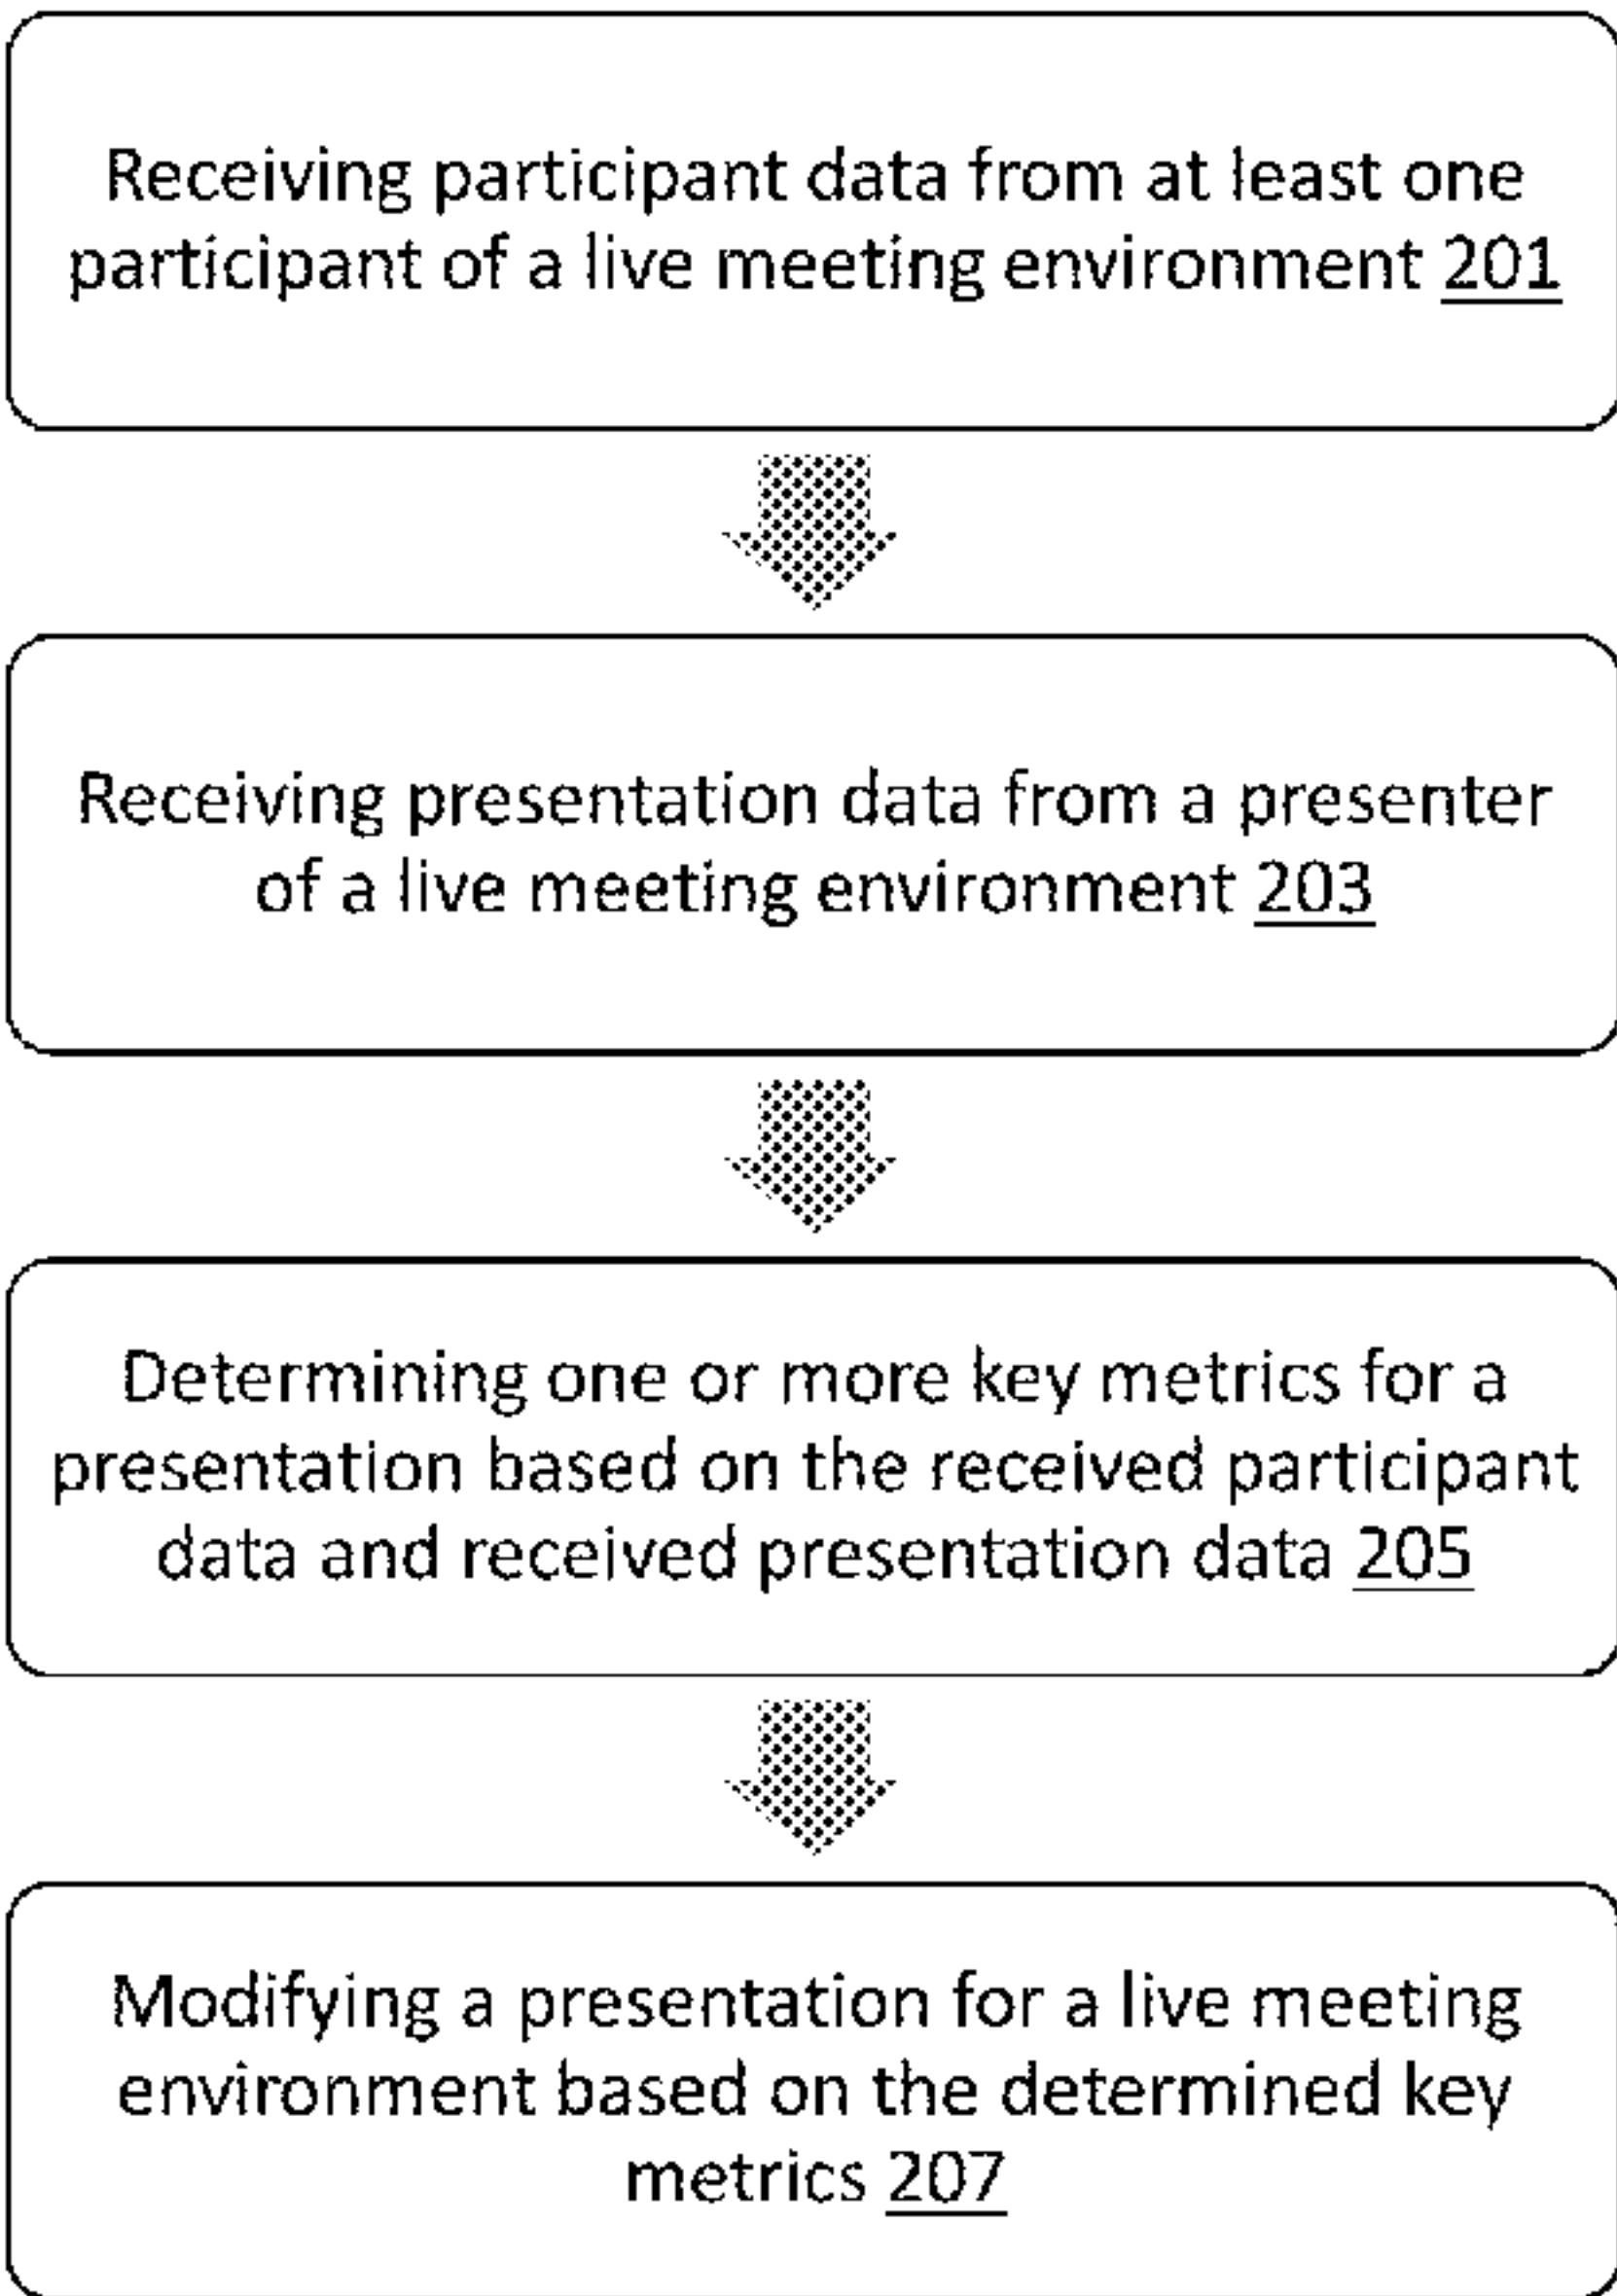 Receiving participant data from at least one
participant of a live meeting environment 201
Receiving presentation data from a presenter
of a live meeting environment 203
Determining one or more key metrics for a
presentation based on the received participant
data and received presentation data 205
Modifying a presentation for a live meeting
environment based on the determined key
metrics 207